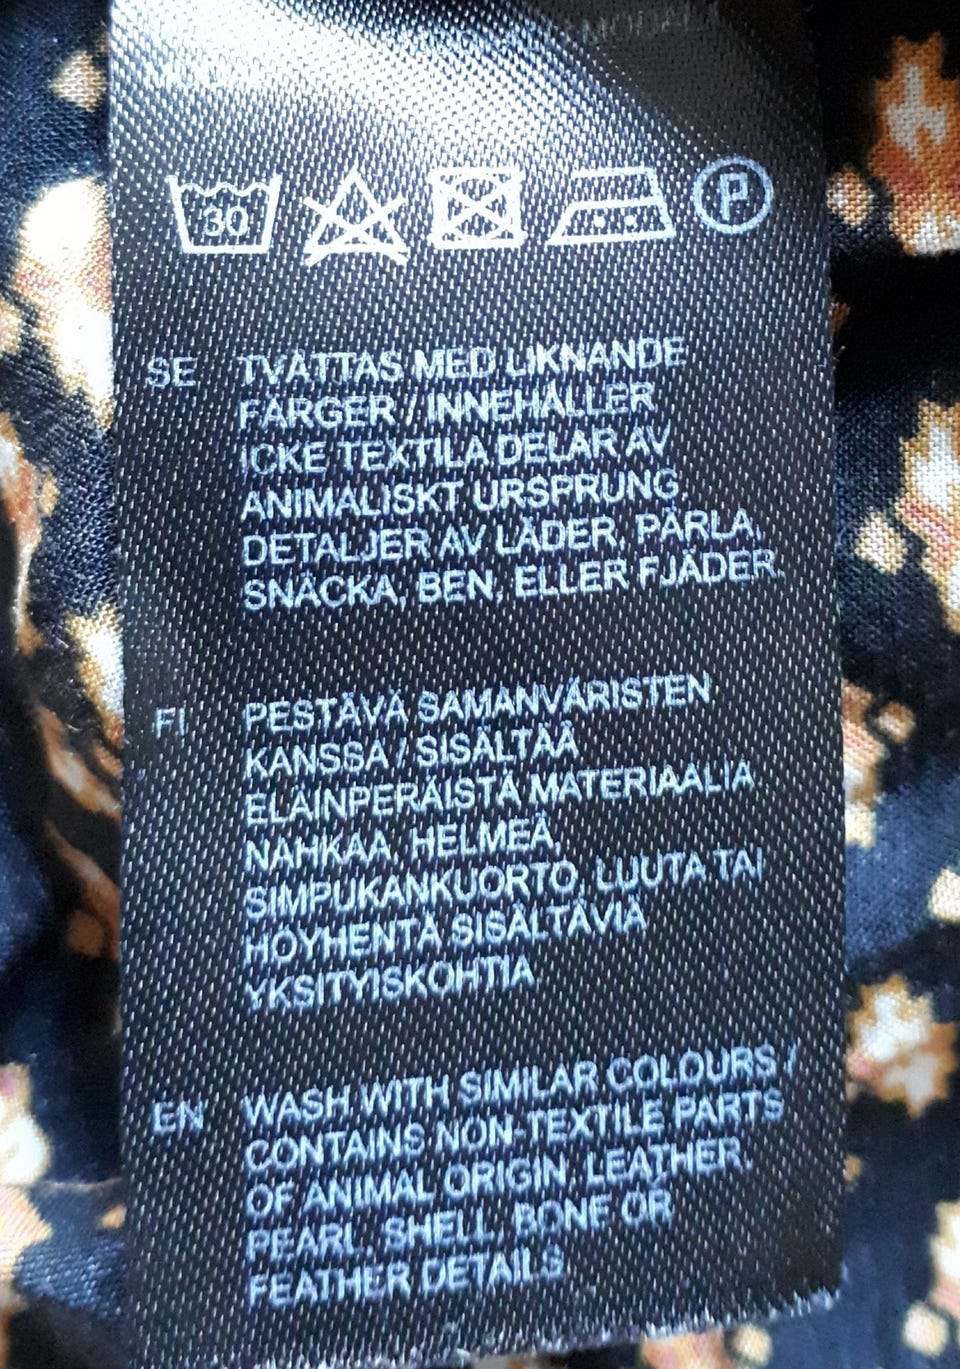 30
P
SE TVÄTTAS MED LIKNANDE
FÄRGER / INNEHÅLLER
ICKE TEXTILA DELAR AV
ANIMALISKT URSPRUNG,
DETALJER AV LÄDER, PÄRLA,
SNÄCKA, BEN, ELLER FJÄDER.
FI PESTÄVÄ SAMANVÄRISTEN
KANSSA / SISÄLTÄÄ
ELÄINPERÄISTÄ MATERIAALIA
NAHKAA, HELMEÄ,
SIMPUKANKUORTO, LUUTA TAI
HÖYHENTÄ SISÄLTÄVIÄ
YKSITYISKOHTIA
EN WASH WITH SIMILAR COLOURS /
CONTAINS NON-TEXTILE PARTS
OF ANIMAL ORIGIN, LEATHER,
PEARL, SHELL, BONE OR
FEATHER DETAILS